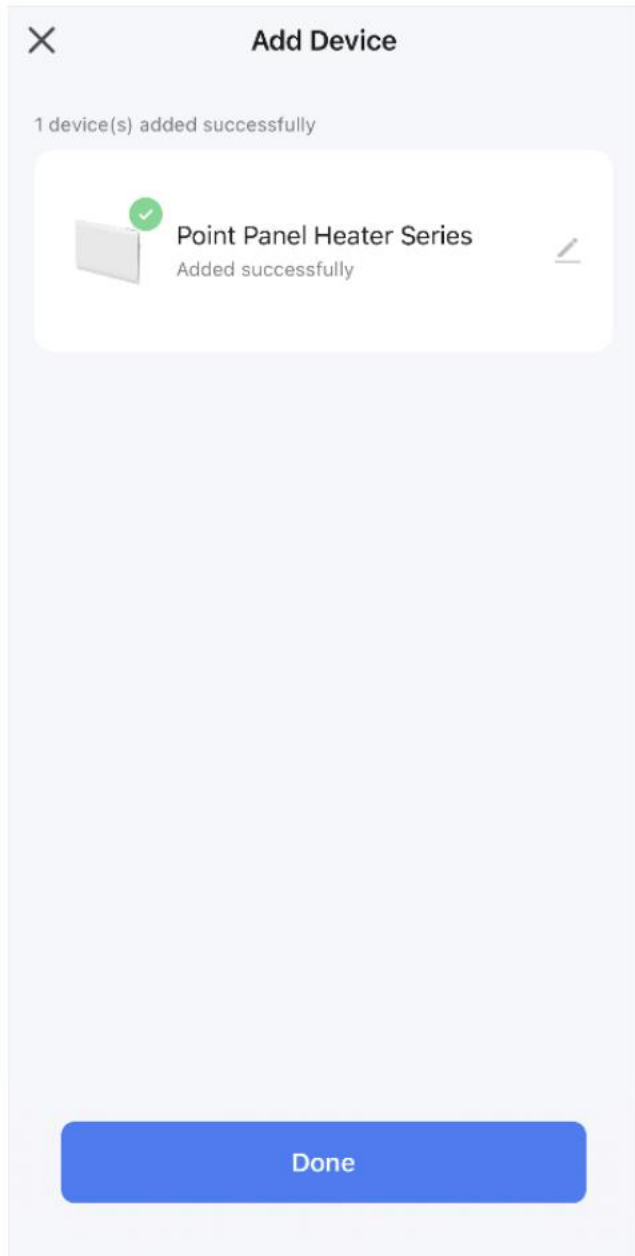 Add Device
1 device(s) added successfully
Point Panel Heater Series
Added successfully
Done